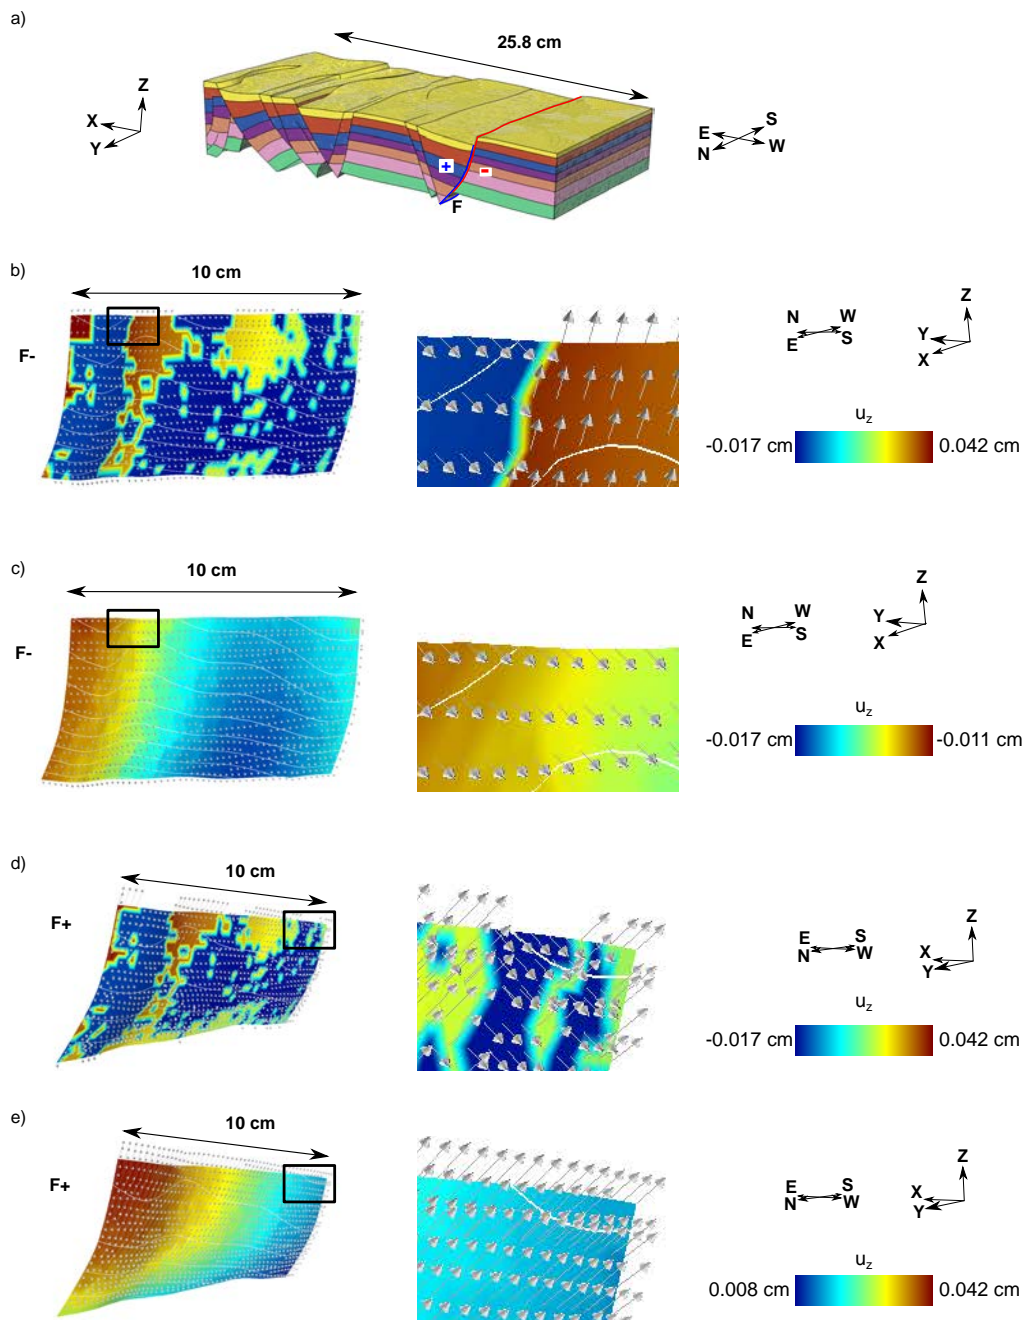 a)
25.8 cm
Z
X
Y
E
S
N
W
+
-
F
b)
10 cm
F-
N
W
E
S
Z
Y
X
u_z
-0.017 cm
0.042 cm
c)
10 cm
F-
N
W
E
S
Z
Y
X
u_z
-0.017 cm
-0.011 cm
d)
10 cm
F+
E
S
N
W
Z
X
Y
u_z
-0.017 cm
0.042 cm
e)
10 cm
F+
E
S
N
W
Z
X
Y
u_z
0.008 cm
0.042 cm